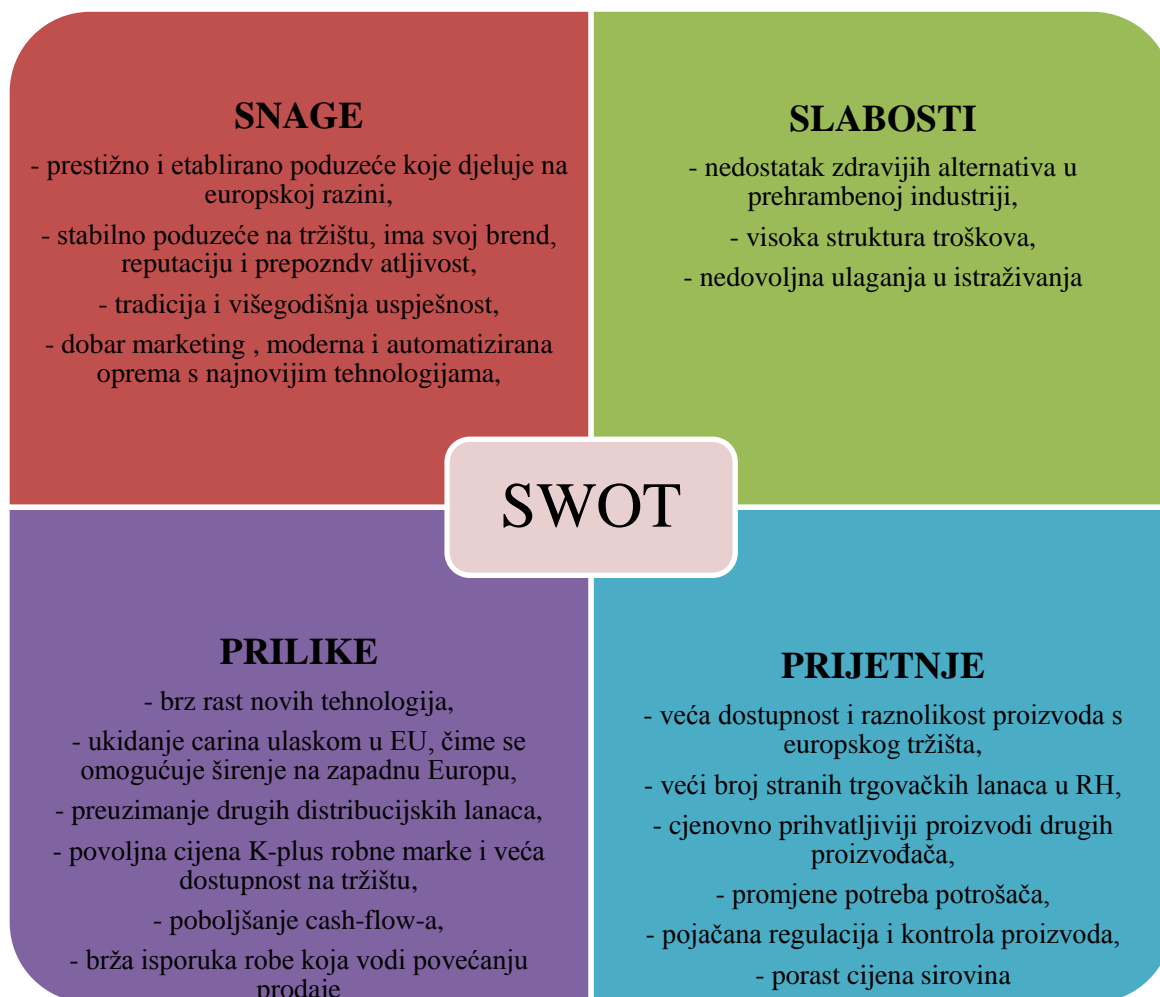 SNAGE
- prestižno i etablirano poduzeće koje djeluje na
europskoj razini,
- stabilno poduzeće na tržištu, ima svoj brend,
reputaciju i prepozndv atljivost,
- tradicija i višegodišnja uspješnost,
- dobar marketing , moderna i automatizirana
oprema s najnovijim tehnologijama,
SLABOSTI
- nedostatak zdravijih alternativa u
prehrambenoj industriji,
- visoka struktura troškova,
- nedovoljna ulaganja u istraživanja
SWOT
PRILIKE
- brz rast novih tehnologija,
- ukidanje carina ulaskom u EU, čime se
omogućuje širenje na zapadnu Europu,
- preuzimanje drugih distribucijskih lanaca,
- povoljna cijena K-plus robne marke i veća
dostupnost na tržištu,
- poboljšanje cash-flow-a,
- brža isporuka robe koja vodi povećanju
prodaje
PRIJETNJE
- veća dostupnost i raznolikost proizvoda s
europskog tržišta,
- veći broj stranih trgovačkih lanaca u RH,
- cjenovno prihvatljiviji proizvodi drugih
proizvođača,
- promjene potreba potrošača,
- pojačana regulacija i kontrola proizvoda,
- porast cijena sirovina